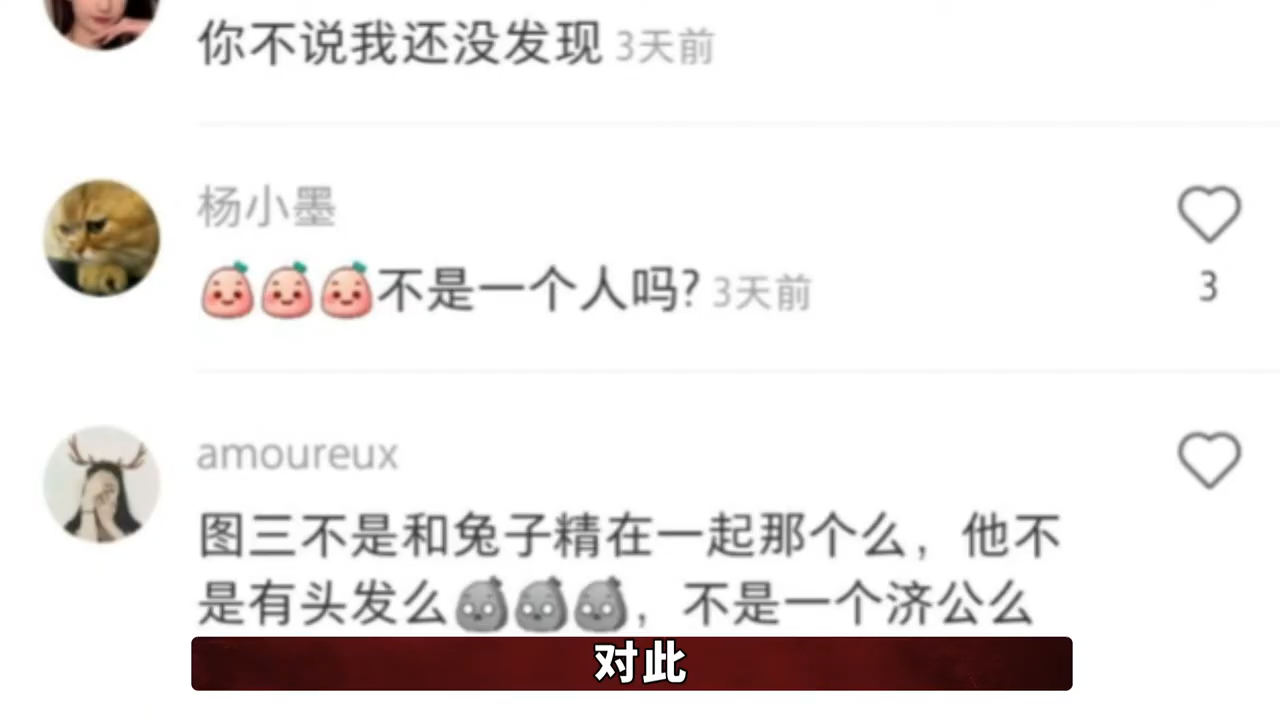 你不说我还没发现 3天前
杨小墨
不是一个人吗? 3天前
3
amoureux
图三不是和兔子精在一起那个么，他不
是有头发么，不是一个济公么
对此